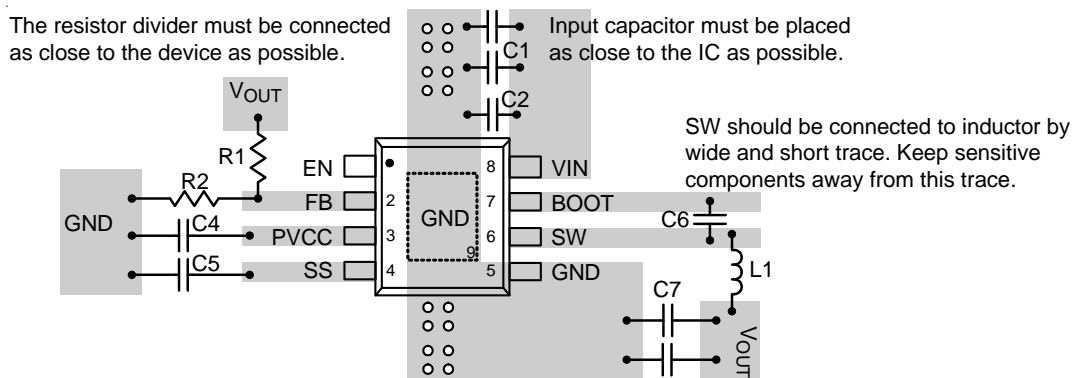 The resistor divider must be connected
as close to the device as possible.
Input capacitor must be placed
as close to the IC as possible.
C1
C2
VOUT
R1
SW should be connected to inductor by
wide and short trace. Keep sensitive
components away from this trace.
EN
8
VIN
R2
FB
2
7
BOOT
GND
GND
C4
PVCC
3
6
SW
C6
9
C5
SS
4
5
GND
L1
C7
VOUT